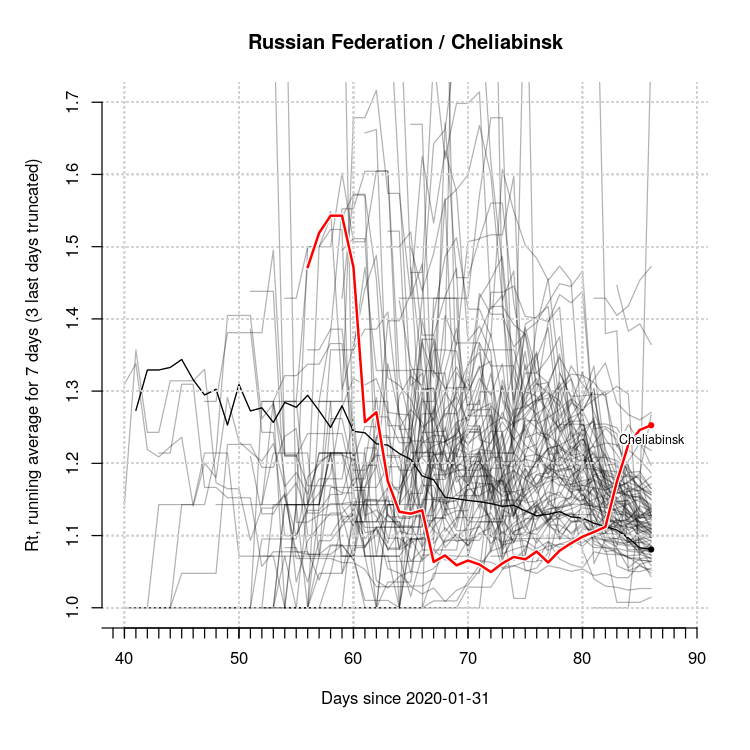 Russian Federation / Cheliabinsk
Rt, running average for 7 days (3 last days truncated)
1.7
1.6
1.5
1.4
1.3
1.2
1.1
1.0
Cheliabinsk
40 50 60 70 80 90
Days since 2020-01-31